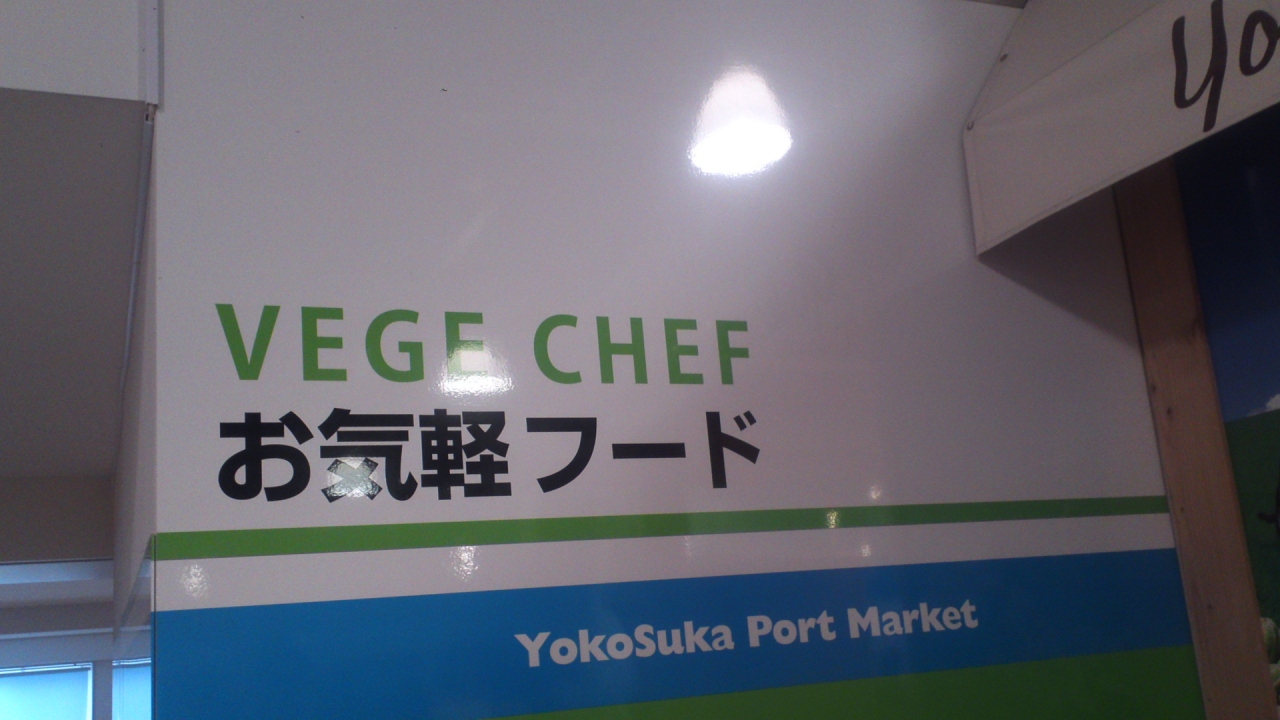 VEGE CHEF
お気軽フード
YokoSuka Port Market